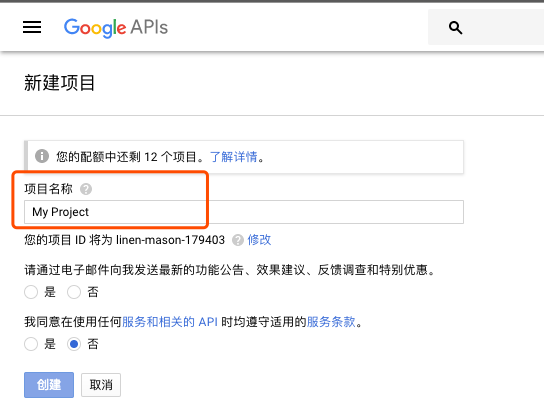 Google APIs
新建项目
您的配额中还剩 12 个项目。了解详情。
项目名称
My Project
您的项目 ID 将为 linen-mason-179403 修改
请通过电子邮件向我发送最新的功能公告、效果建议、反馈调查和特别优惠。
是 否
我同意在使用任何服务和相关的 API 时均遵守适用的服务条款。
是 否
创建 取消